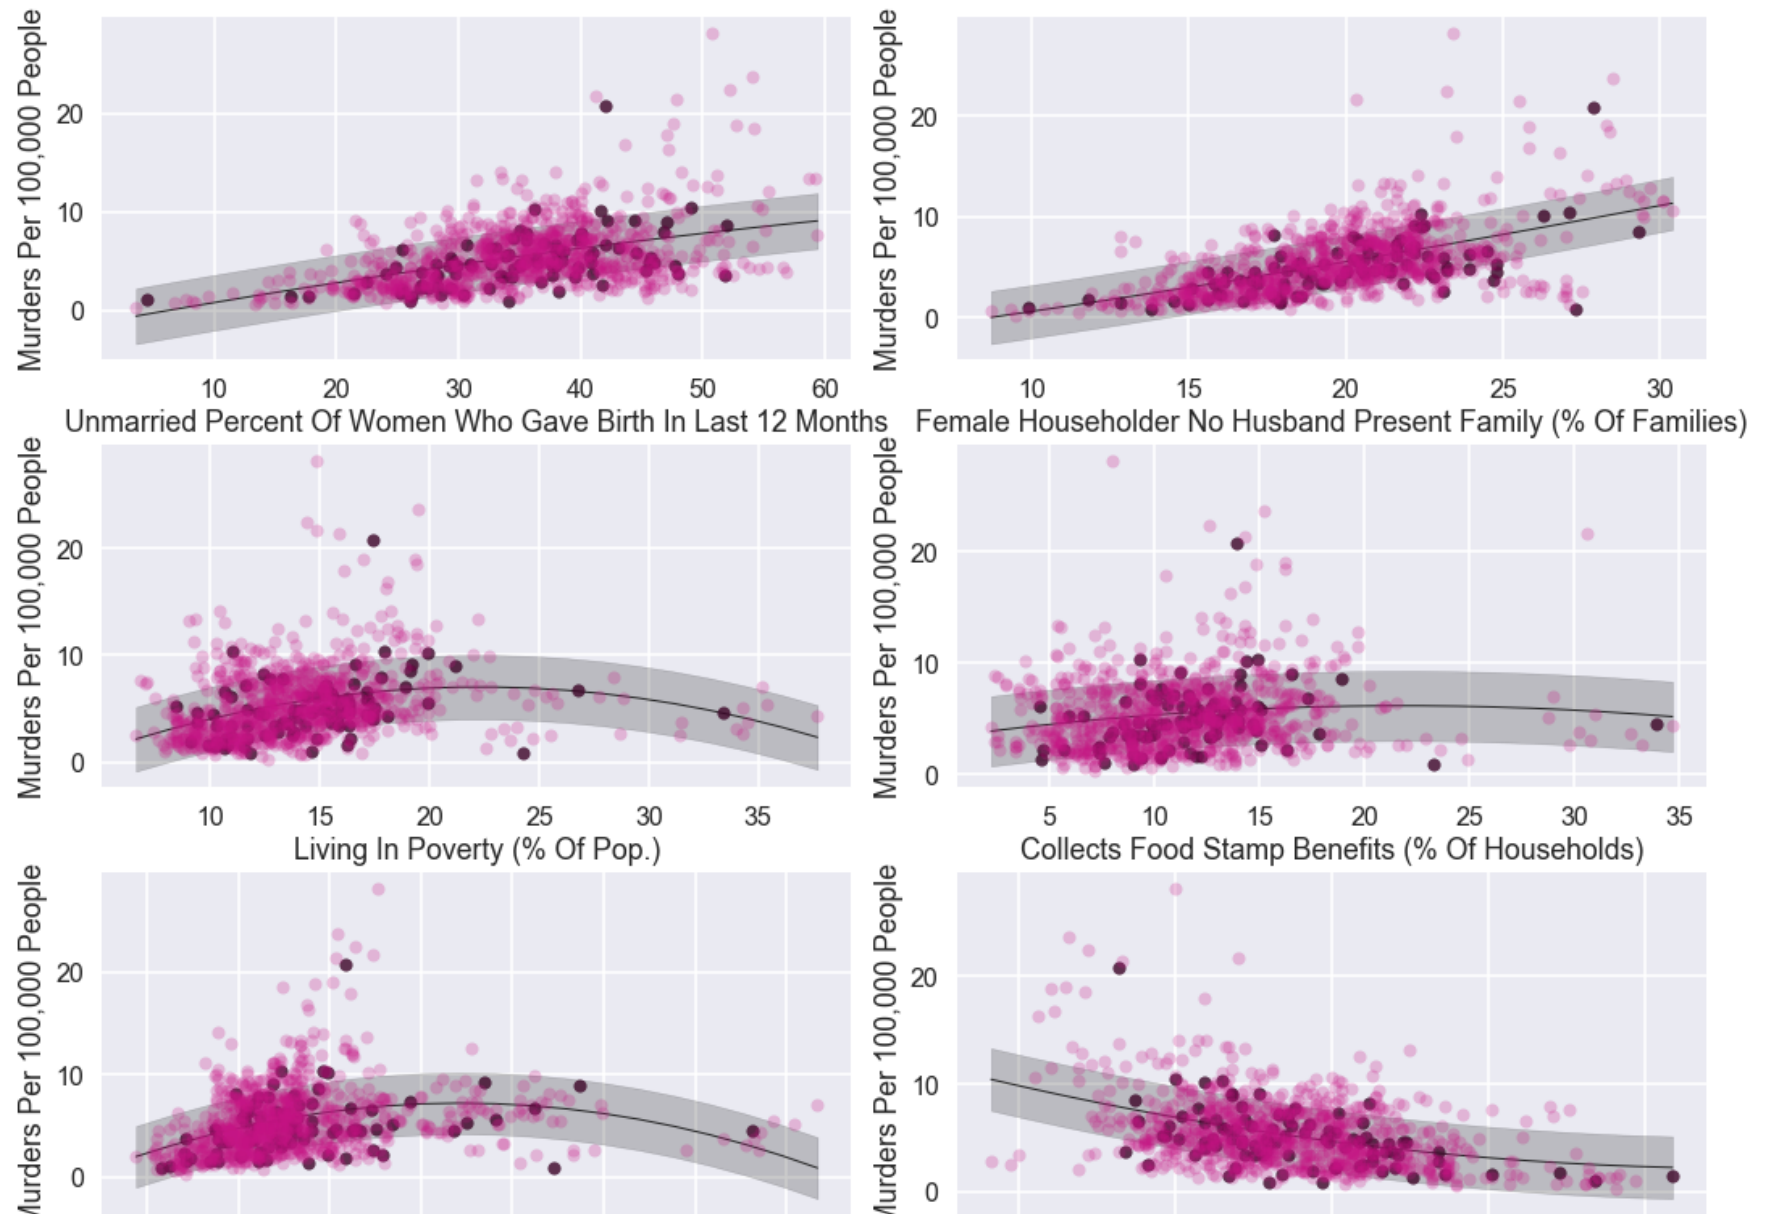 Murders Per 100,000 People
20
10
0
10 20 30 40 50 60
Unmarried Percent Of Women Who Gave Birth In Last 12 Months
Murders Per 100,000 People
20
10
0
10 15 20 25 30
Female Householder No Husband Present Family (% Of Families)
Murders Per 100,000 People
20
10
0
10 15 20 25 30 35
Living In Poverty (% Of Pop.)
Murders Per 100,000 People
20
10
0
5 10 15 20 25 30 35
Collects Food Stamp Benefits (% Of Households)
Murders Per 100,000 People
20
10
0
Murders Per 100,000 People
20
10
0